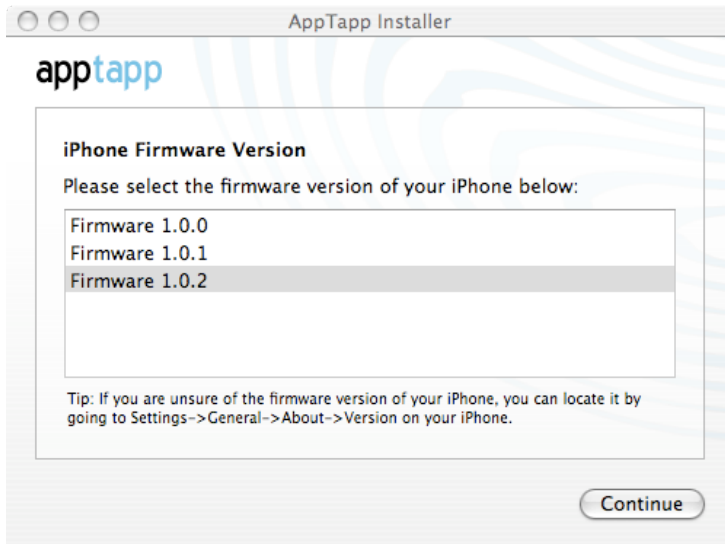 AppTapp Installer
apptapp
iPhone Firmware Version
Please select the firmware version of your iPhone below:
Firmware 1.0.0
Firmware 1.0.1
Firmware 1.0.2
Tip: If you are unsure of the firmware version of your iPhone, you can locate it by
going to Settings->General->About->Version on your iPhone.
Continue